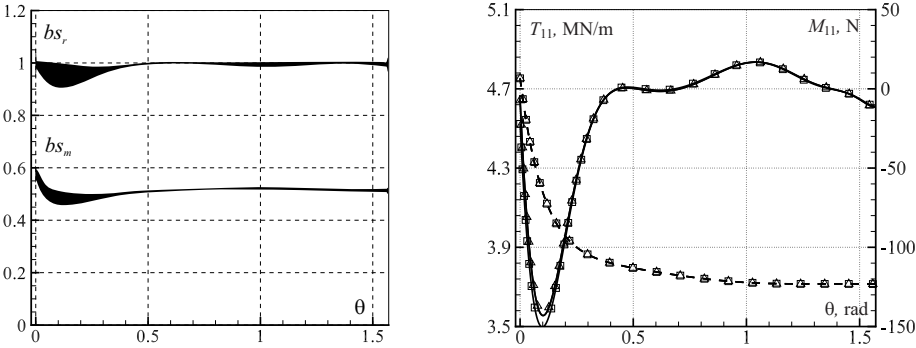 1.2
bs_r
1
0.8
0.6
bs_m
0.4
0.2
θ
0
0 0.5 1 1.5
5.1 50
T_11, MN/m M_11, N
4.7 0
4.3 -50
3.9 -100
θ, rad
3.5 -150
0 0.5 1 1.5